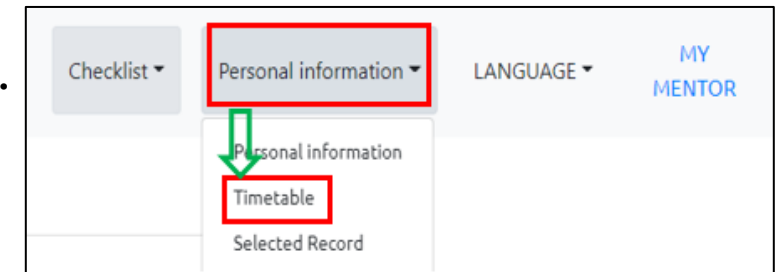 Checklist
Personal information
LANGUAGE
MY
MENTOR
Personal information
Timetable
Selected Record